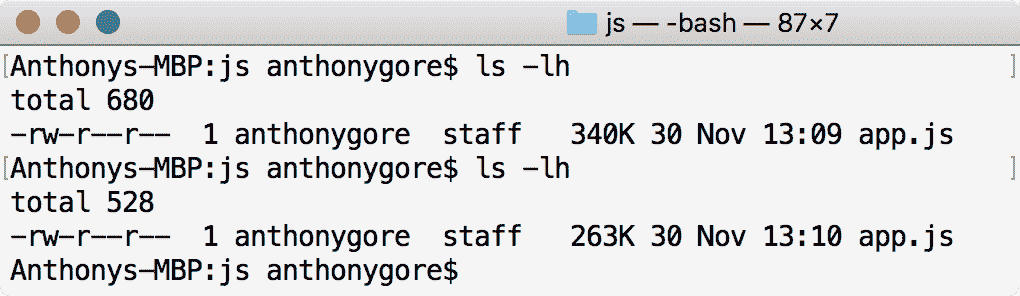 js — -bash — 87×7
Anthonys-MBP:js anthonygore$ ls -lh
total 680
-rw-r--r--  1 anthonygore  staff   340K 30 Nov 13:09 app.js
Anthonys-MBP:js anthonygore$ ls -lh
total 528
-rw-r--r--  1 anthonygore  staff   263K 30 Nov 13:10 app.js
Anthonys-MBP:js anthonygore$